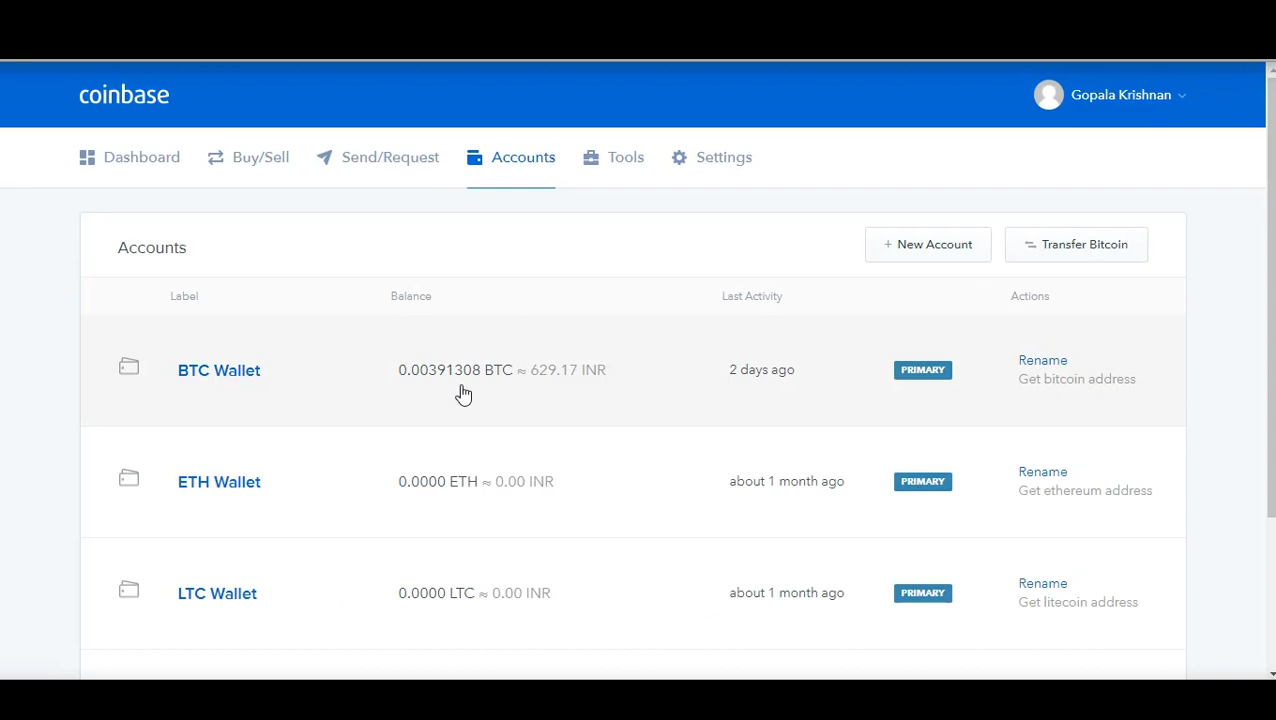 coinbase
Gopala Krishnan
Dashboard Buy/Sell Send/Request Accounts Tools Settings
Accounts
+ New Account
Transfer Bitcoin
Label Balance Last Activity Actions
BTC Wallet 0.00391308 BTC ≈ 629.17 INR 2 days ago PRIMARY Rename
Get bitcoin address
ETH Wallet 0.0000 ETH ≈ 0.00 INR about 1 month ago PRIMARY Rename
Get ethereum address
LTC Wallet 0.0000 LTC ≈ 0.00 INR about 1 month ago PRIMARY Rename
Get litecoin address